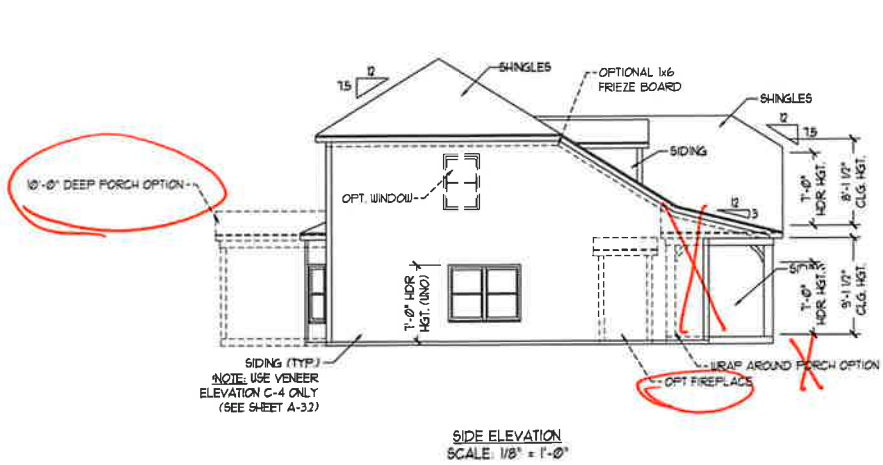 12
7.5
SHINGLES
OPTIONAL 1x6
FRIEZE BOARD
SHINGLES
12
7.5
SIDING
10'-0" DEEP PORCH OPTION
OPT. WINDOW
7'-0"
HDR HGT.
8'-1 1/2"
CLG. HGT.
12
3
7'-0" HDR
HGT. (UNO)
7'-0"
HDR HGT.
9'-1 1/2"
CLG. HGT.
SIDING (TYP.)
NOTE: USE VENEER
ELEVATION C-4 ONLY
(SEE SHEET A-3.2)
WRAP AROUND PORCH OPTION
OPT FIREPLACE
SIDE ELEVATION
SCALE: 1/8" = 1'-0"